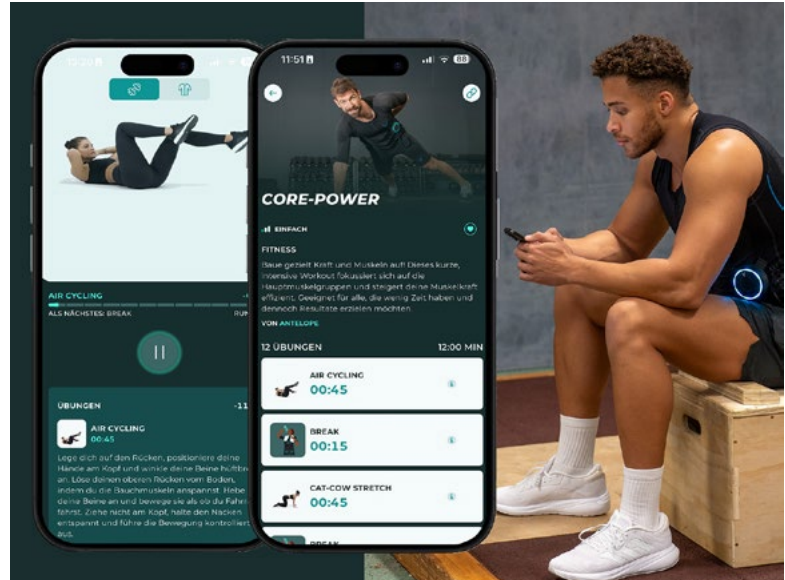 AIR CYCLING
ALS NÄCHSTES: BREAK
ÜBUNGEN
AIR CYCLING
00:45
Lege dich auf den Rücken, positioniere deine
Hände am Kopf und winkle deine Beine hüftbr
an. Löse deinen oberen Rücken vom Boden,
indem du die Bauchmuskeln anspannst. Hebe
deine Beine an und bewege sie als ob du Fahr
fährst. Ziehe nicht am Kopf, halte den Nacken
entspannt und führe die Bewegung kontrolliert
aus.
11:51
88
CORE-POWER
EINFACH
FITNESS
Baue gezielt Kraft und Muskeln auf! Dieses kurze,
intensive Workout fokussiert sich auf die
Hauptmuskelgruppen und steigert deine Muskelkraft
effizient. Geeignet für alle, die wenig Zeit haben und
dennoch Resultate erzielen möchten.
VON ANTELOPE
12 ÜBUNGEN 12:00 MIN
AIR CYCLING
00:45
BREAK
00:15
CAT-COW STRETCH
00:45
BREAK